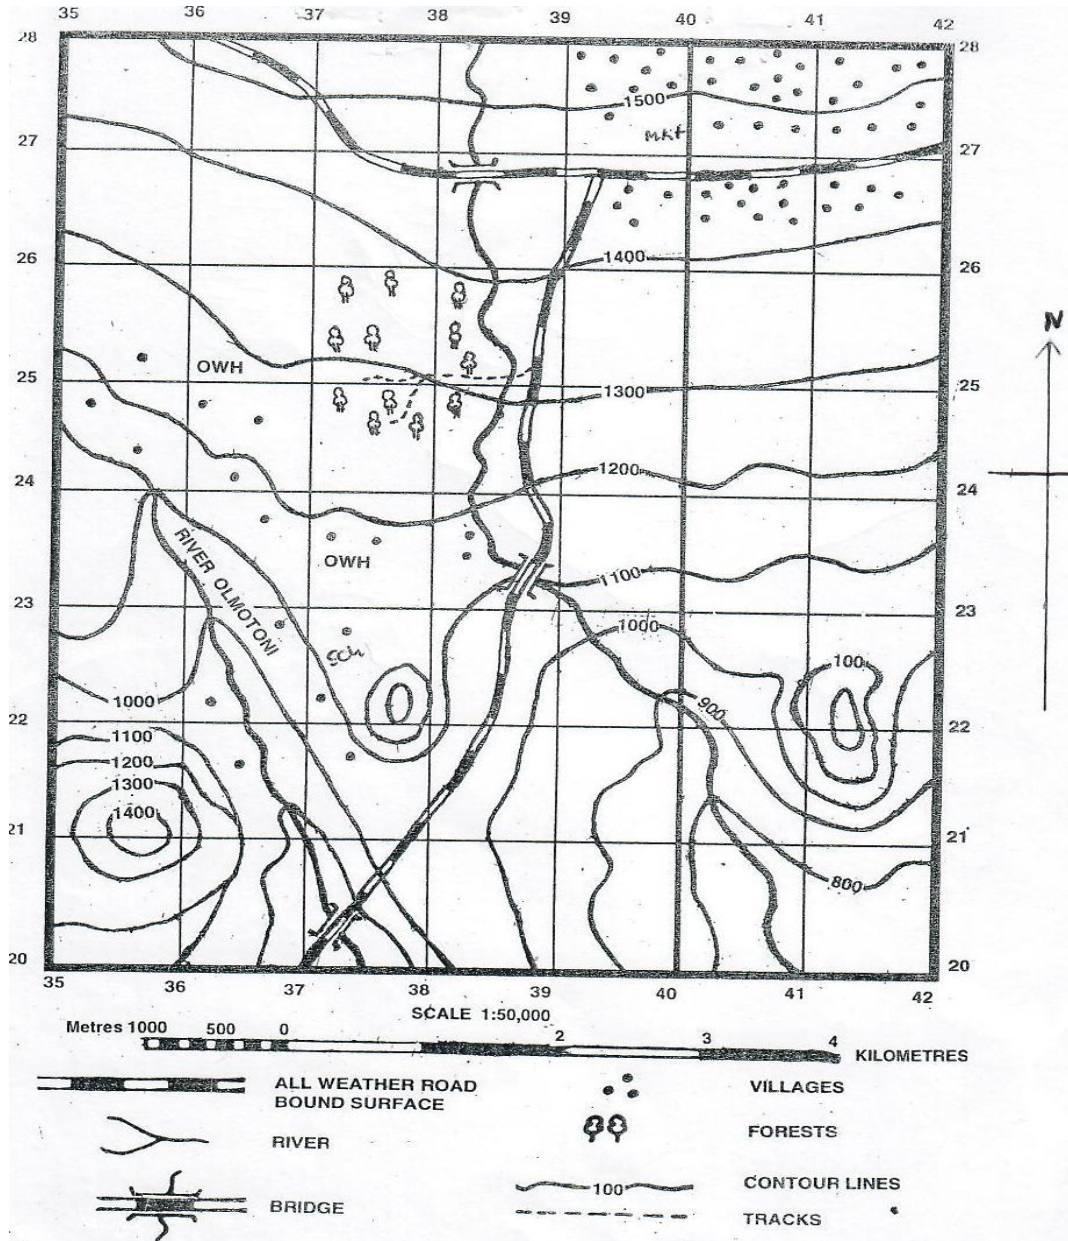 35 36 37 38 39 40 41 42
28 28
1500
MKt
27 27
1400
26 26
OWH
25 1300 25
1200
24 24
RIVER OLMOTONI
OWH
1100
23 23
1000
Sch
100
1000
900
22 22
1100
1200
1300
1400
21 21
800
20 20
35 36 37 38 39 40 41 42
N
SCALE 1:50,000
Metres 1000 500 0 2 3 4 KILOMETRES
ALL WEATHER ROAD
BOUND SURFACE
VILLAGES
RIVER
FORESTS
BRIDGE
100
CONTOUR LINES
TRACKS